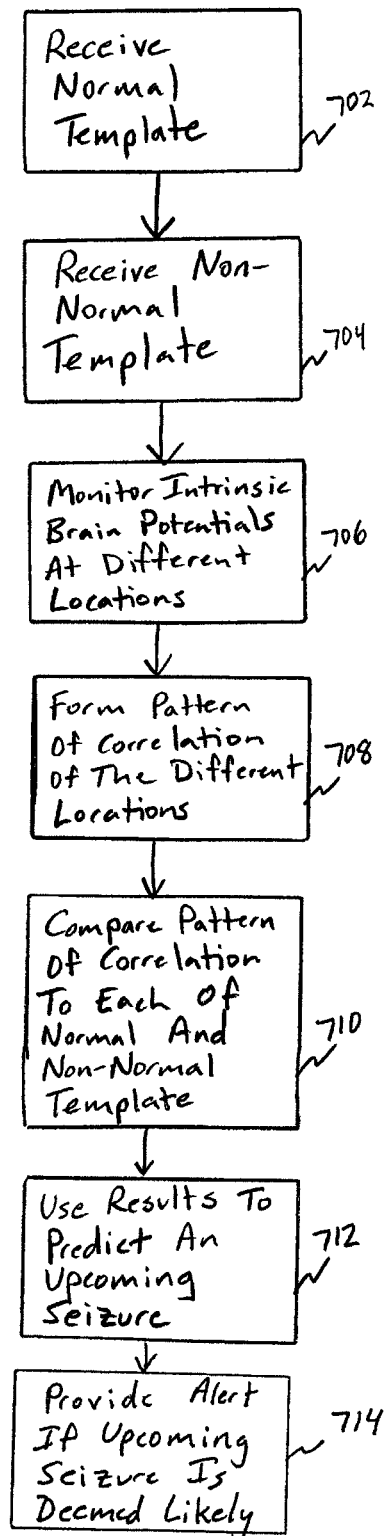 Receive
Normal
Template
702
Receive Non-
Normal
Template
704
Monitor Intrinsic
Brain Potentials
At Different
Locations
706
Form Pattern
Of Correlation
Of The Different
Locations
708
Compare Pattern
Of Correlation
To Each Of
Normal And
Non-Normal
Template
710
Use Results To
Predict An
Upcoming
Seizure
712
Provide Alert
If Upcoming
Seizure Is
Deemed Likely
714